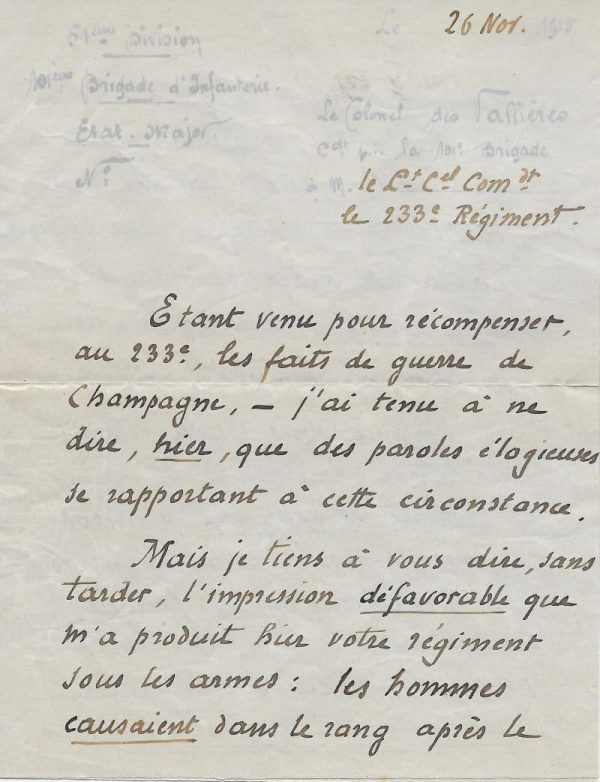 51ème Division
101ème Brigade d'Infanterie.
Etat-Major
N°
Le 26 Nov. 1915
Le Colonel des Vallières
Cdt la 101e Brigade
à M. le Lt Cel Comdt
le 233e Régiment.
Etant venu pour récompenser,
au 233e, les faits de guerre de
Champagne, — j'ai tenu à ne
dire, hier, que des paroles élogieuses
se rapportant à cette circonstance.
Mais je tiens à vous dire, sans
tarder, l'impression défavorable que
m'a produit hier votre régiment
sous les armes : les hommes
causaient dans le rang après le